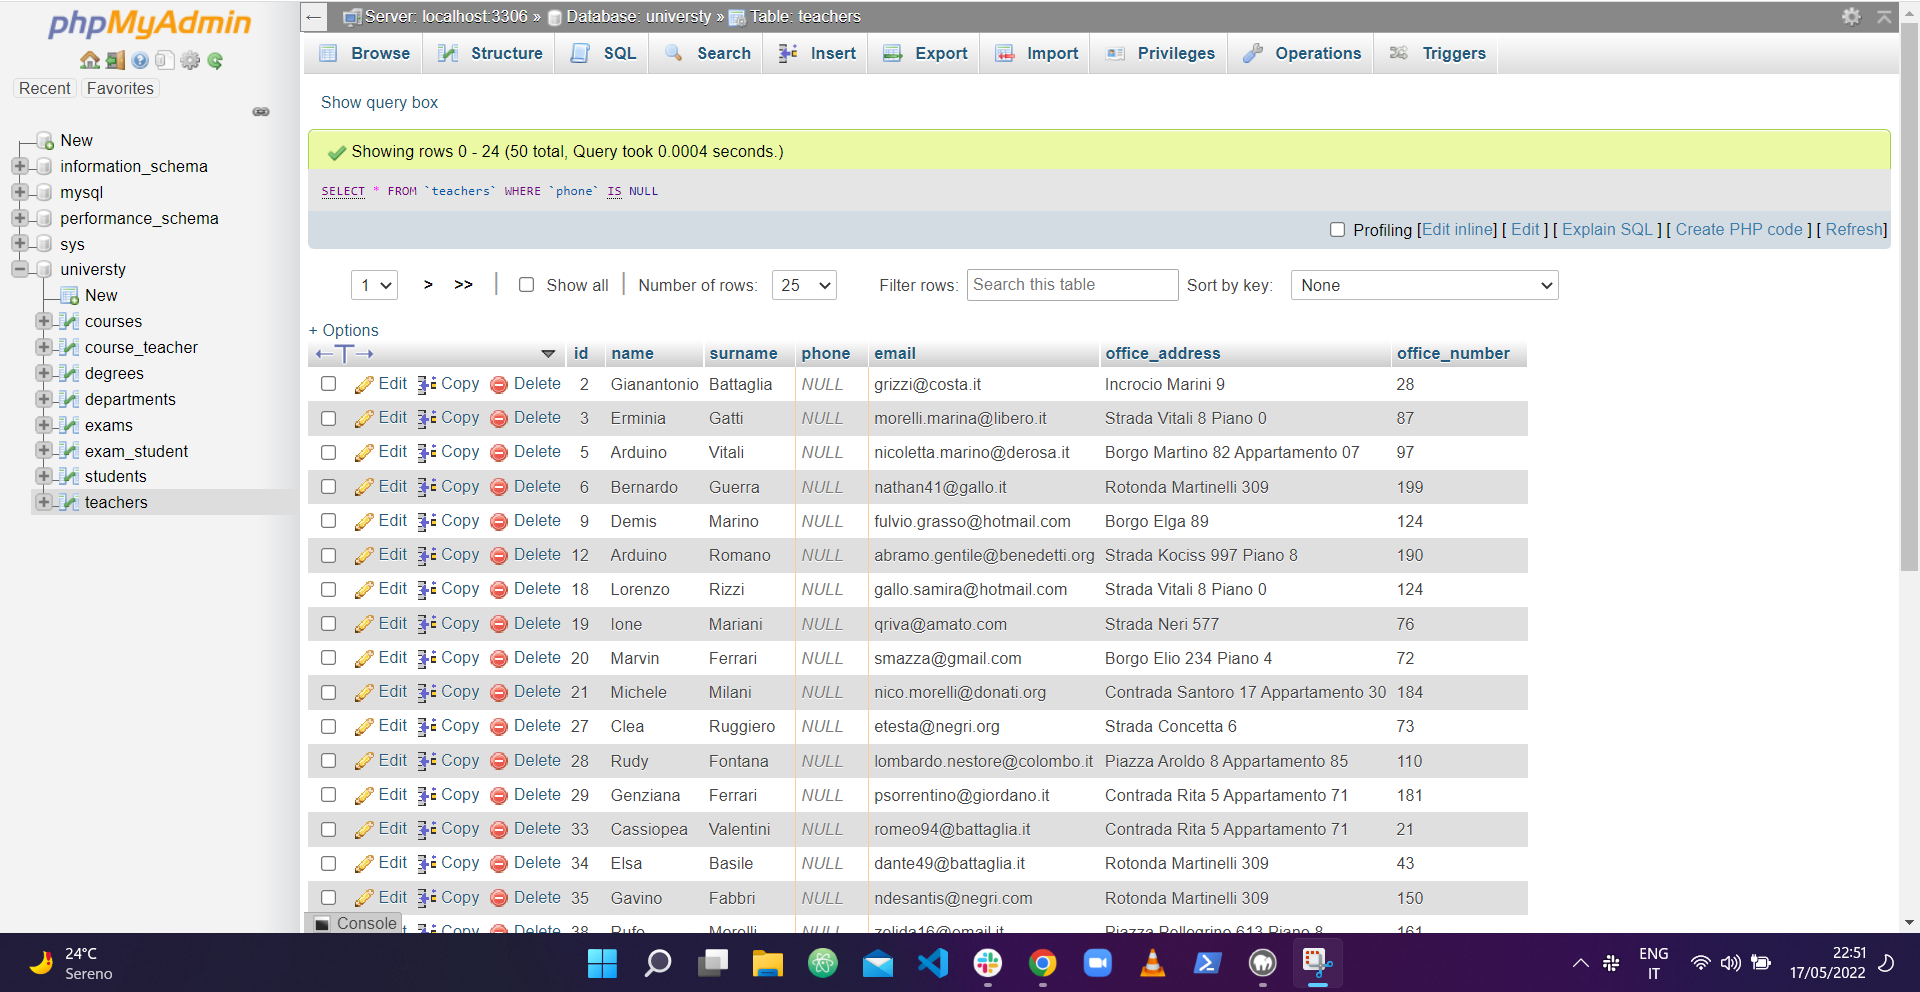 phpMyAdmin
Recent Favorites
New
information_schema
mysql
performance_schema
sys
universty
New
courses
course_teacher
degrees
departments
exams
exam_student
students
teachers
Server: localhost:3306 » Database: universty » Table: teachers
Browse Structure SQL Search Insert Export Import Privileges Operations Triggers
Show query box
Showing rows 0 - 24 (50 total, Query took 0.0004 seconds.)
SELECT * FROM `teachers` WHERE `phone` IS NULL
Profiling [Edit inline] [ Edit ] [ Explain SQL ] [ Create PHP code ] [ Refresh]
1 > >> Show all Number of rows: 25 Filter rows: Search this table Sort by key: None
+ Options
←T→ id name surname phone email office_address office_number
Edit Copy Delete 2 Gianantonio Battaglia NULL grizzi@costa.it Incrocio Marini 9 28
Edit Copy Delete 3 Erminia Gatti NULL morelli.marina@libero.it Strada Vitali 8 Piano 0 87
Edit Copy Delete 5 Arduino Vitali NULL nicoletta.marino@derosa.it Borgo Martino 82 Appartamento 07 97
Edit Copy Delete 6 Bernardo Guerra NULL nathan41@gallo.it Rotonda Martinelli 309 199
Edit Copy Delete 9 Demis Marino NULL fulvio.grasso@hotmail.com Borgo Elga 89 124
Edit Copy Delete 12 Arduino Romano NULL abramo.gentile@benedetti.org Strada Kociss 997 Piano 8 190
Edit Copy Delete 18 Lorenzo Rizzi NULL gallo.samira@hotmail.com Strada Vitali 8 Piano 0 124
Edit Copy Delete 19 Ione Mariani NULL qriva@amato.com Strada Neri 577 76
Edit Copy Delete 20 Marvin Ferrari NULL smazza@gmail.com Borgo Elio 234 Piano 4 72
Edit Copy Delete 21 Michele Milani NULL nico.morelli@donati.org Contrada Santoro 17 Appartamento 30 184
Edit Copy Delete 27 Clea Ruggiero NULL etesta@negri.org Strada Concetta 6 73
Edit Copy Delete 28 Rudy Fontana NULL lombardo.nestore@colombo.it Piazza Aroldo 8 Appartamento 85 110
Edit Copy Delete 29 Genziana Ferrari NULL psorrentino@giordano.it Contrada Rita 5 Appartamento 71 181
Edit Copy Delete 33 Cassiopea Valentini NULL romeo94@battaglia.it Contrada Rita 5 Appartamento 71 21
Edit Copy Delete 34 Elsa Basile NULL dante49@battaglia.it Rotonda Martinelli 309 43
Edit Copy Delete 35 Gavino Fabbri NULL ndesantis@negri.com Rotonda Martinelli 309 150
Copy Delete 38 Rufo Morelli NULL Piazza Pellegrino 613 Piano 8 161
Console
24°C
Sereno
ENG
IT
22:51
17/05/2022